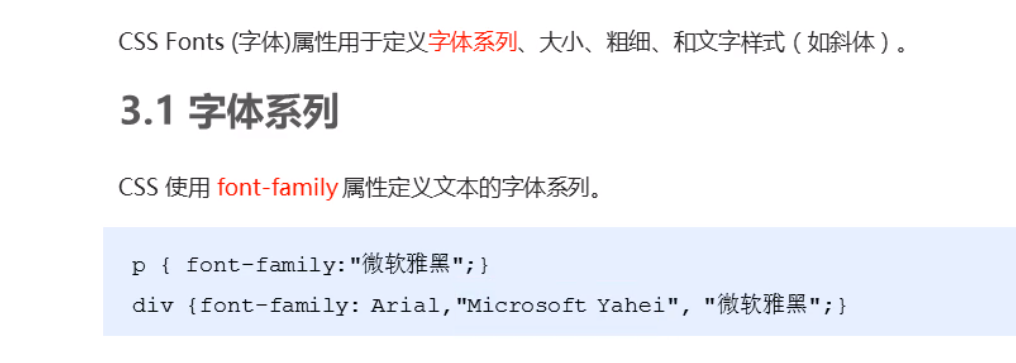 CSS Fonts (字体)属性用于定义字体系列、大小、粗细、和文字样式（如斜体）。
3.1 字体系列
CSS 使用 font-family 属性定义文本的字体系列。
p { font-family:"微软雅黑";}
div {font-family: Arial,"Microsoft Yahei", "微软雅黑";}